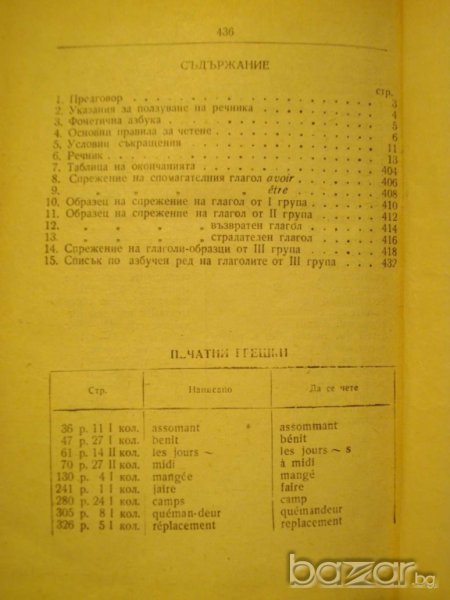 436
СЪДЪРЖАНИЕ
стр.
1. Предговор 3
2. Указания за ползуване на речника 4
3. Фонетична азбука 5
4. Основни правила за четене 6
5. Условни съкращения 11
6. Речник 13
7. Таблица на окончанията 404
8. Спрежение на спомагателния глагол avoir 406
9. „ „ „ „ être 408
10. Образец на спрежение на глагол от I група 410
11. Образец на спрежение на глагол от II група 412
12. „ „ „ възвратен глагол 414
13. „ „ „ страдателен глагол 416
14. Спрежение на глаголи-образци от III група 418
15. Списък по азбучен ред на глаголите от III група 432
ПЕЧАТНИ ГРЕШКИ
Стр. Написано Да се чете
36 р. 11 I кол. assomant assommant
47 р. 27 I кол. benit bénit
61 р. 14 II кол. les jours ~ les jours ~ s
70 р. 27 II кол. midi à midi
130 р. 4 I кол. mangée mangé
241 р. 1 I кол. jaire faire
280 р. 24 I кол. camps camp
305 р. 8 I кол. quéman-deur quémandeur
326 р. 5 I кол. réplacement replacement
bazar.bg